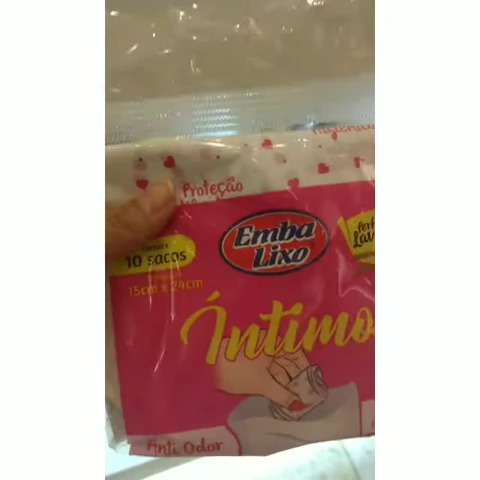 Proteção
Emba
Lixo
10 sacos
15cm x 24cm
Íntimo
Anti Odor